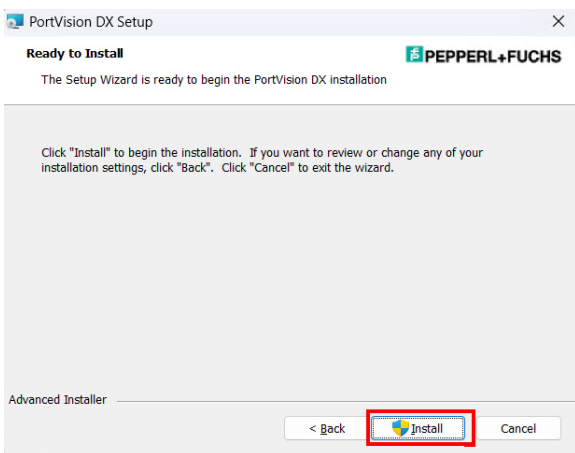 PortVision DX Setup
Ready to Install
PEPPERL+FUCHS
The Setup Wizard is ready to begin the PortVision DX installation
Click "Install" to begin the installation.  If you want to review or change any of your
installation settings, click "Back".  Click "Cancel" to exit the wizard.
Advanced Installer
< Back
Install
Cancel